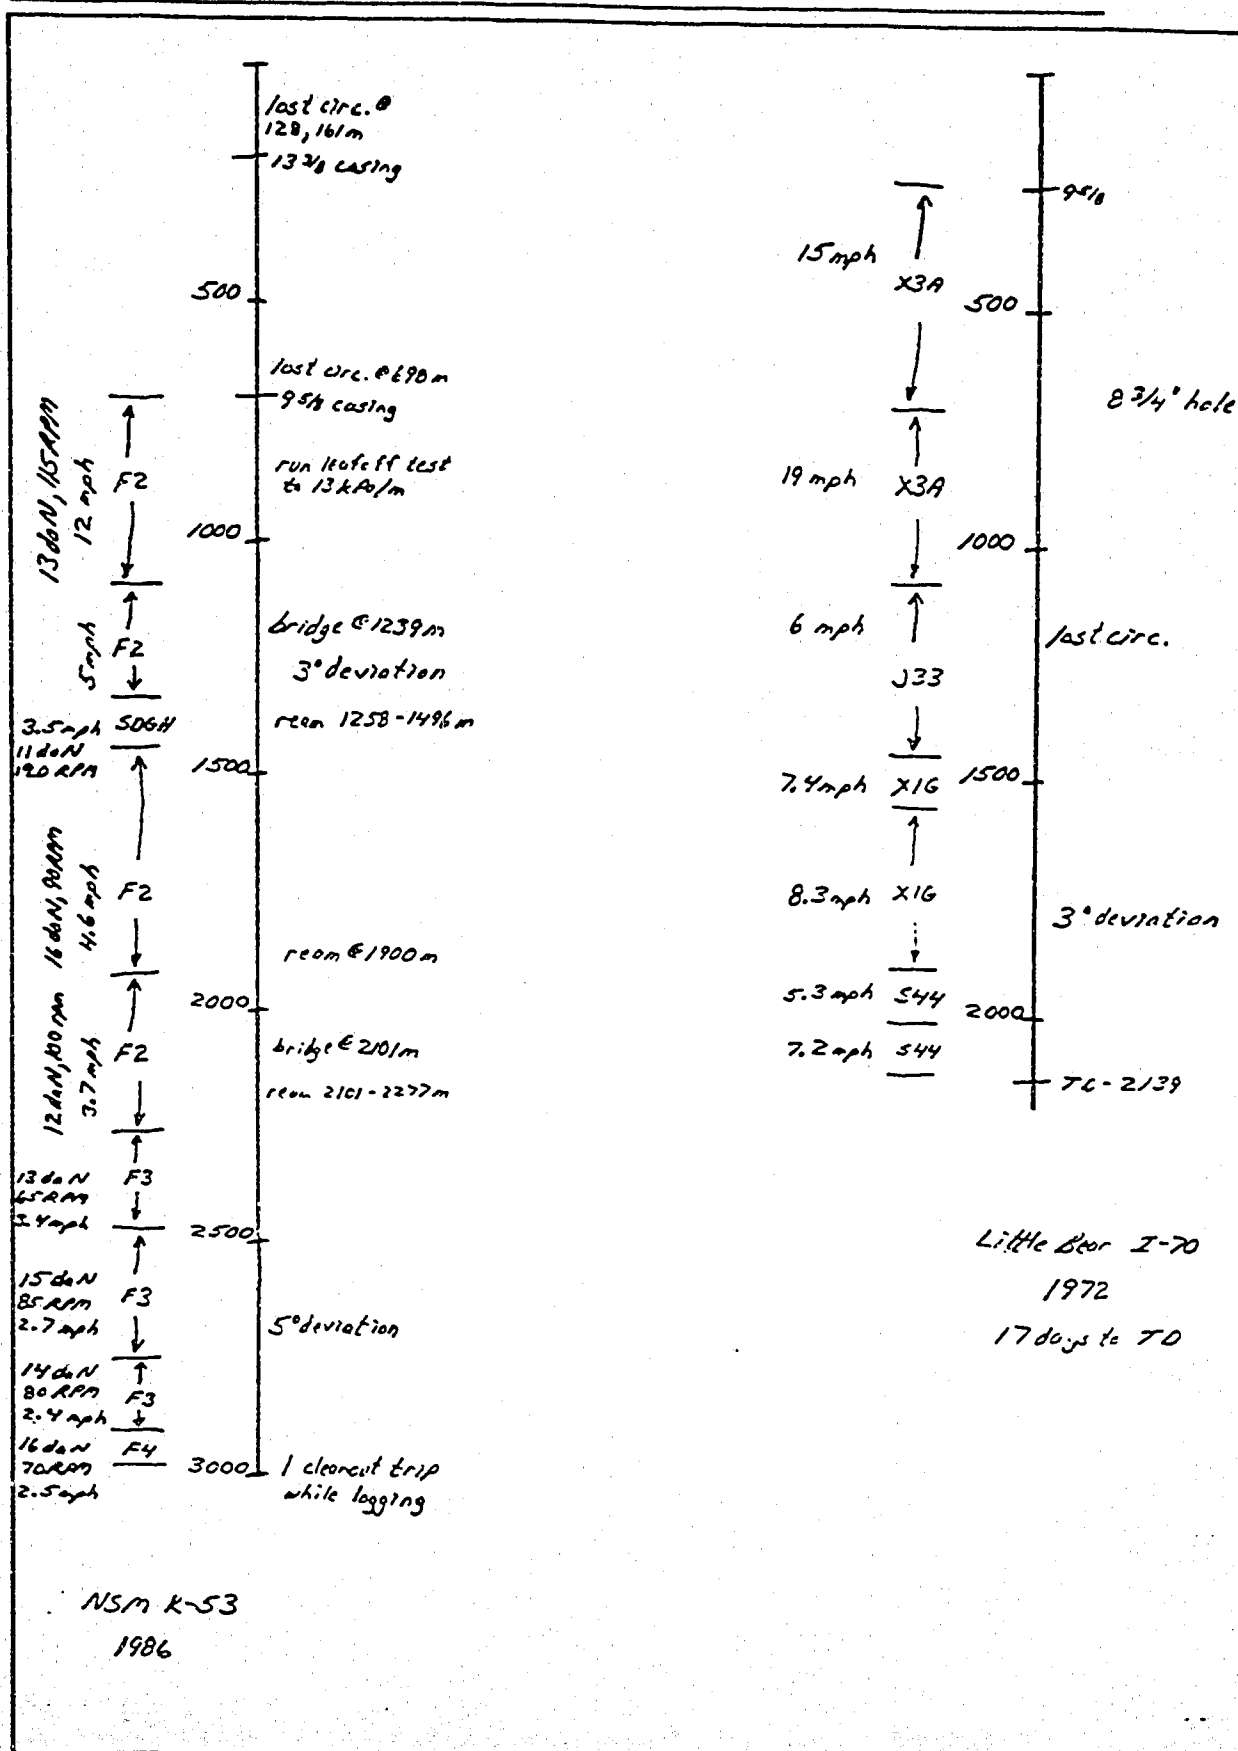 lost circ. @
128, 161m
13 3/8 casing
500
lost circ. @ 690m
9 5/8 casing
13 daN, 115 RPM
12 mph
F2
run leakoff test
to 13 kPa/m
1000
5 mph
F2
bridge @ 1239m
3° deviation
3.5 mph SDGH
11 daN
120 RPM
ream 1258-1496m
1500
16 daN, 90 RPM
4.6 mph
F2
ream @ 1900m
2000
12 daN, 100 rpm
3.7 mph
F2
bridge @ 2101m
ream 2101-2277m
13 daN
65 RPM
3.4 mph
F3
2500
15 daN
85 RPM
2.7 mph
F3
5° deviation
14 daN
80 RPM
2.4 mph
F3
16 daN
70 RPM
2.5 mph
F4
3000
1 cleanout trip
while logging
NSM K-53
1986
9 5/8
15 mph
X3A
500
8 3/4" hole
19 mph
X3A
1000
6 mph
J33
lost circ.
7.4 mph X1G
1500
8.3 mph X1G
3° deviation
5.3 mph S44
2000
7.2 mph S44
TD - 2139
Little Bear I-70
1972
17 days to TD